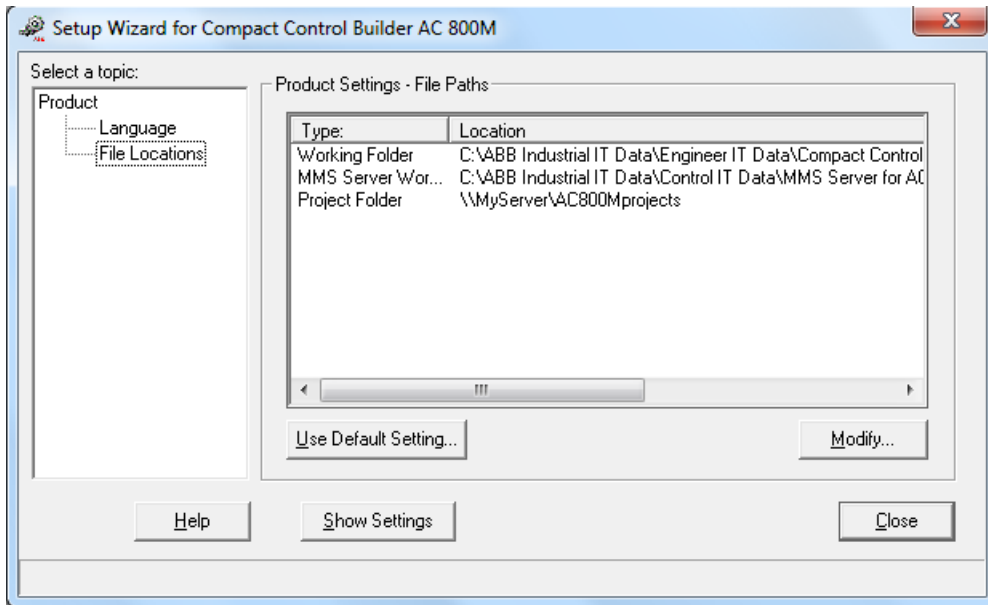 Setup Wizard for Compact Control Builder AC 800M
Select a topic:
Product
Language
File Locations
Product Settings - File Paths
Type: Location
Working Folder C:\ABB Industrial IT Data\Engineer IT Data\Compact Control
MMS Server Wor... C:\ABB Industrial IT Data\Control IT Data\MMS Server for AC
Project Folder \\MyServer\AC800Mprojects
Use Default Setting...
Modify...
Help
Show Settings
Close